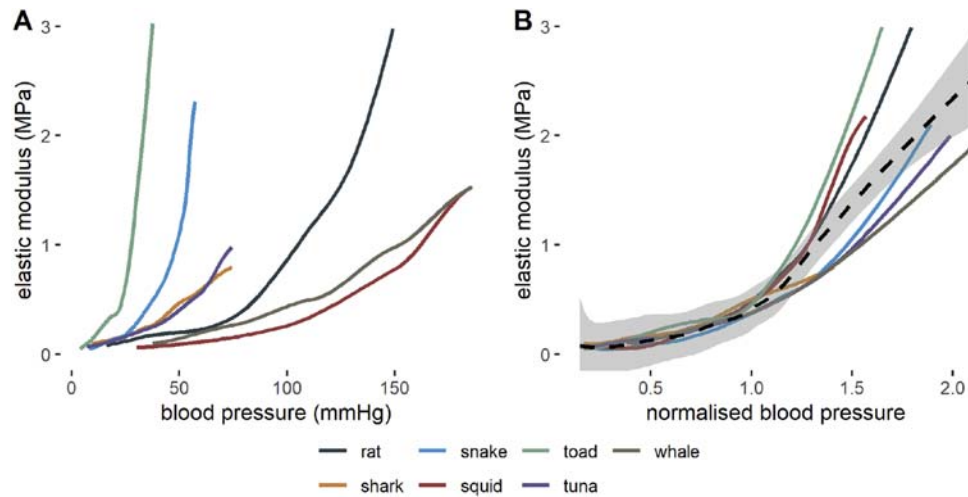 A
B
3
2
1
0
elastic modulus (MPa)
0
50
100
150
blood pressure (mmHg)
3
2
1
0
elastic modulus (MPa)
0.5
1.0
1.5
2.0
normalised blood pressure
rat
snake
toad
whale
shark
squid
tuna